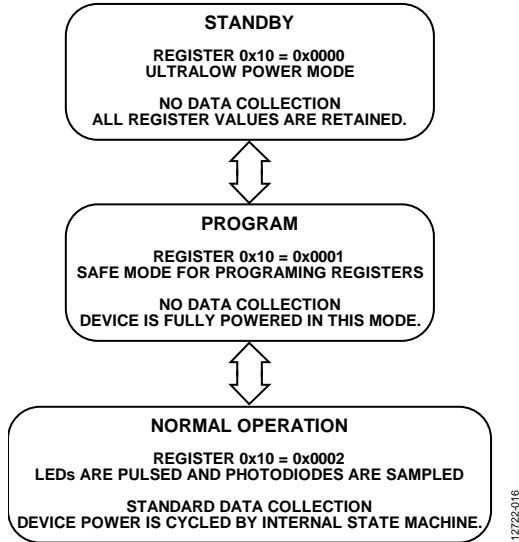 STANDBY
REGISTER 0x10 = 0x0000
ULTRALOW POWER MODE
NO DATA COLLECTION
ALL REGISTER VALUES ARE RETAINED.
PROGRAM
REGISTER 0x10 = 0x0001
SAFE MODE FOR PROGRAMING REGISTERS
NO DATA COLLECTION
DEVICE IS FULLY POWERED IN THIS MODE.
NORMAL OPERATION
REGISTER 0x10 = 0x0002
LEDs ARE PULSED AND PHOTODIODES ARE SAMPLED
STANDARD DATA COLLECTION
DEVICE POWER IS CYCLED BY INTERNAL STATE MACHINE.
12722-016